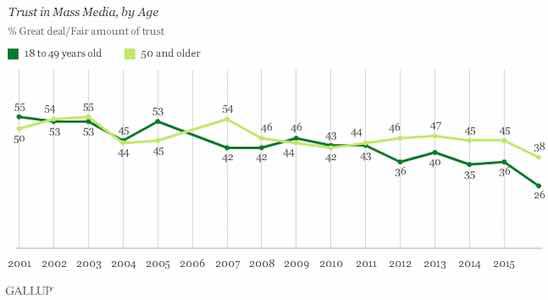 Trust in Mass Media, by Age
% Great deal/Fair amount of trust
18 to 49 years old 50 and older
55 54 55 45 53 54 46 46 43 44 46 47 45 45 38
50 53 53 44 45 42 42 44 42 43 36 40 35 36 26
2001 2002 2003 2004 2005 2007 2008 2009 2010 2011 2012 2013 2014 2015
GALLUP